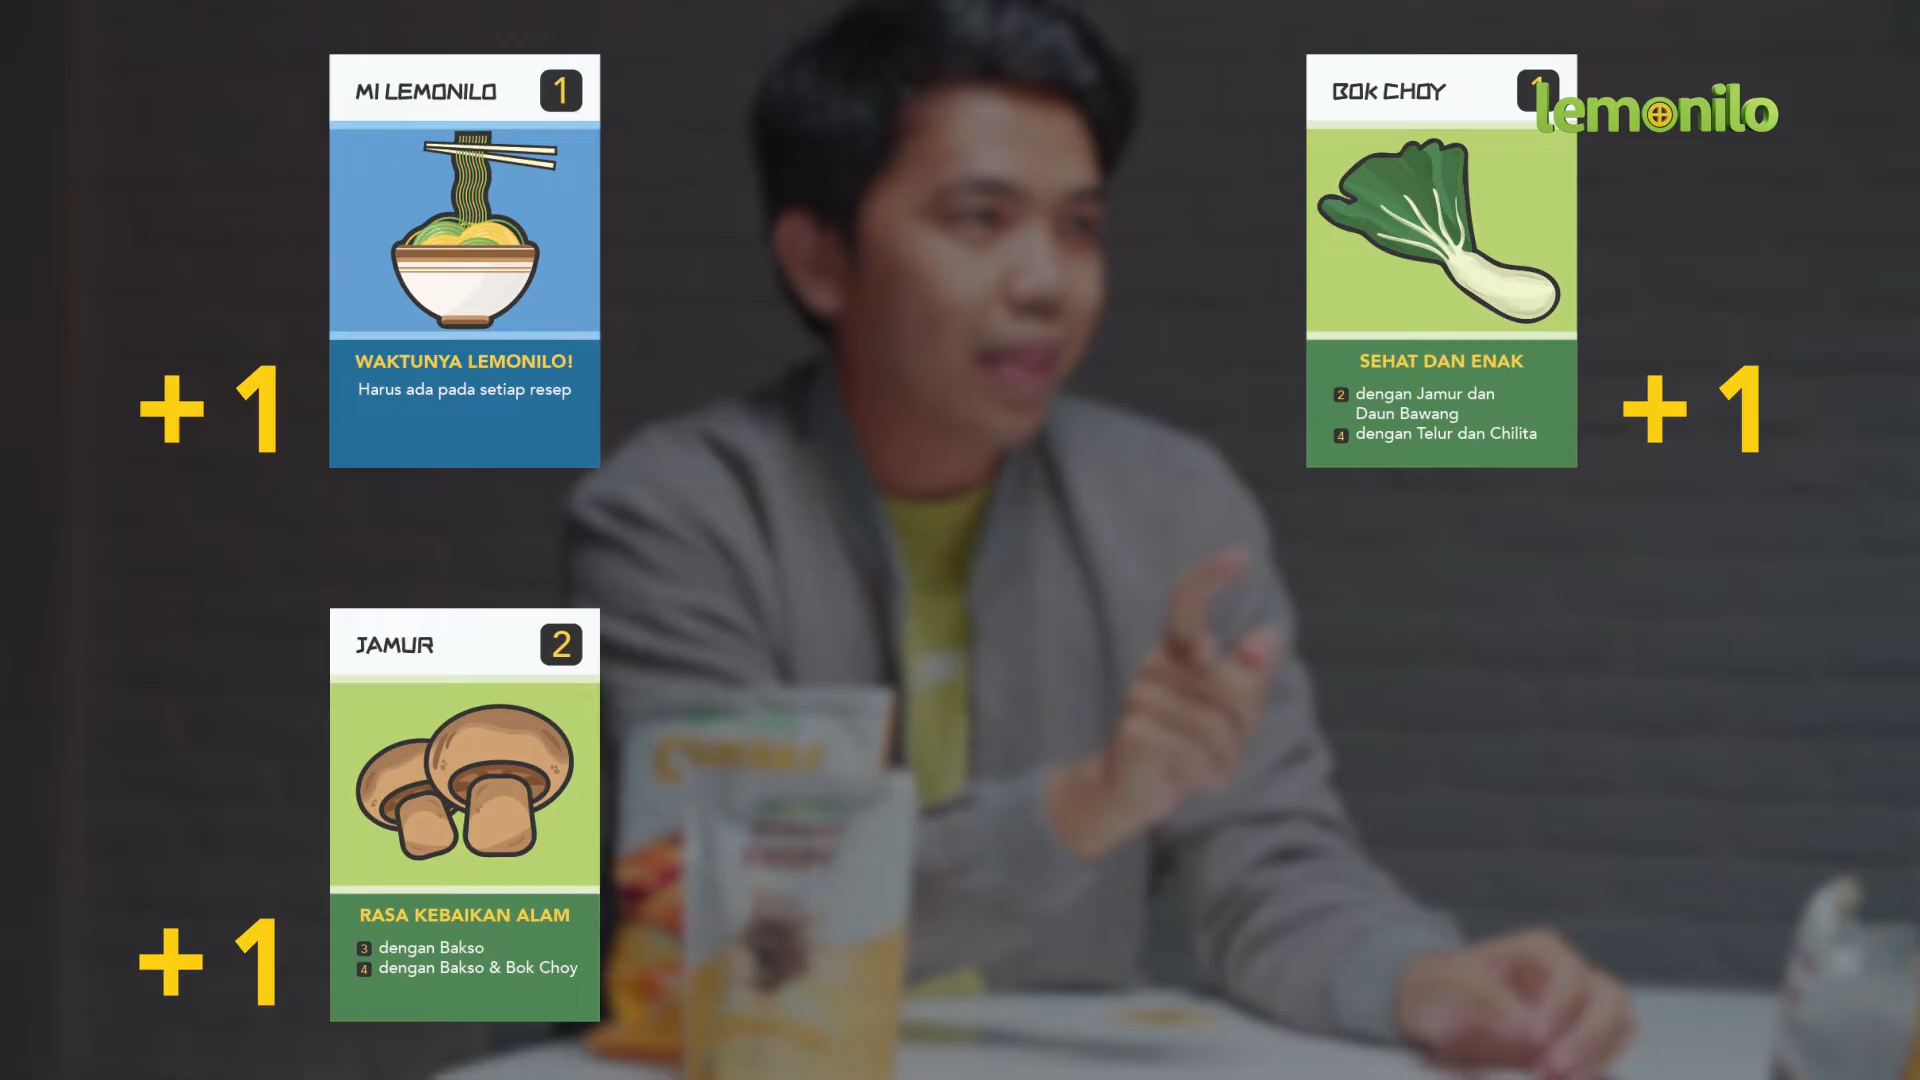 MI LEMONILO 1
WAKTUNYA LEMONILO!
Harus ada pada setiap resep
+ 1
BOK CHOY 1
lemonilo
SEHAT DAN ENAK
2 dengan Jamur dan
Daun Bawang
4 dengan Telur dan Chilita
+ 1
JAMUR 2
RASA KEBAIKAN ALAM
3 dengan Bakso
4 dengan Bakso & Bok Choy
+ 1